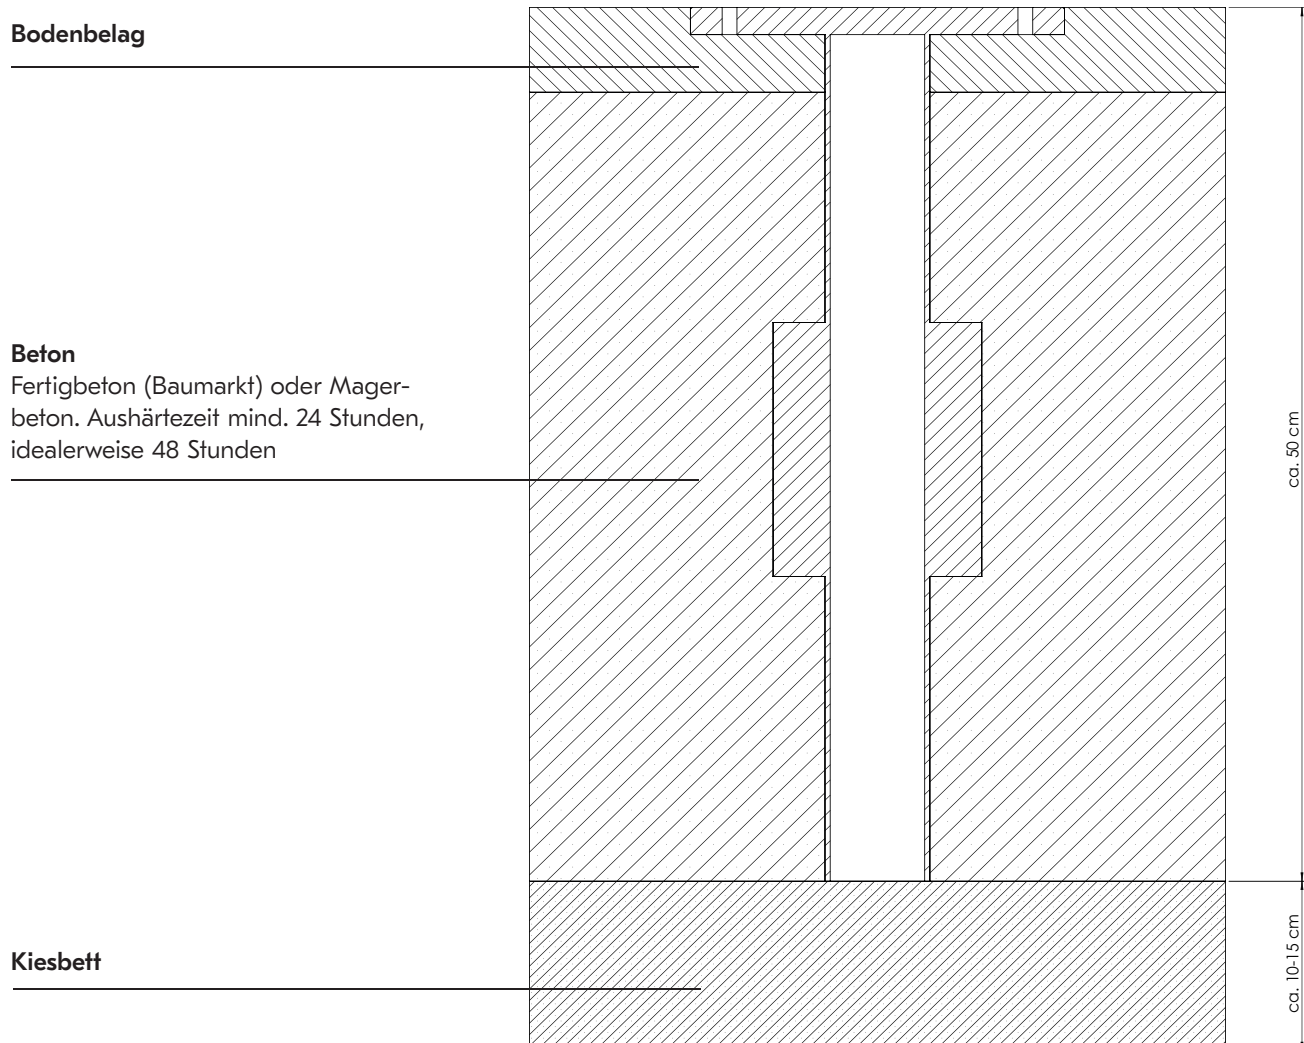 Bodenbelag
Beton
Fertigbeton (Baumarkt) oder Mager-
beton. Aushärtezeit mind. 24 Stunden,
idealerweise 48 Stunden
ca. 50 cm
Kiesbett
ca. 10-15 cm